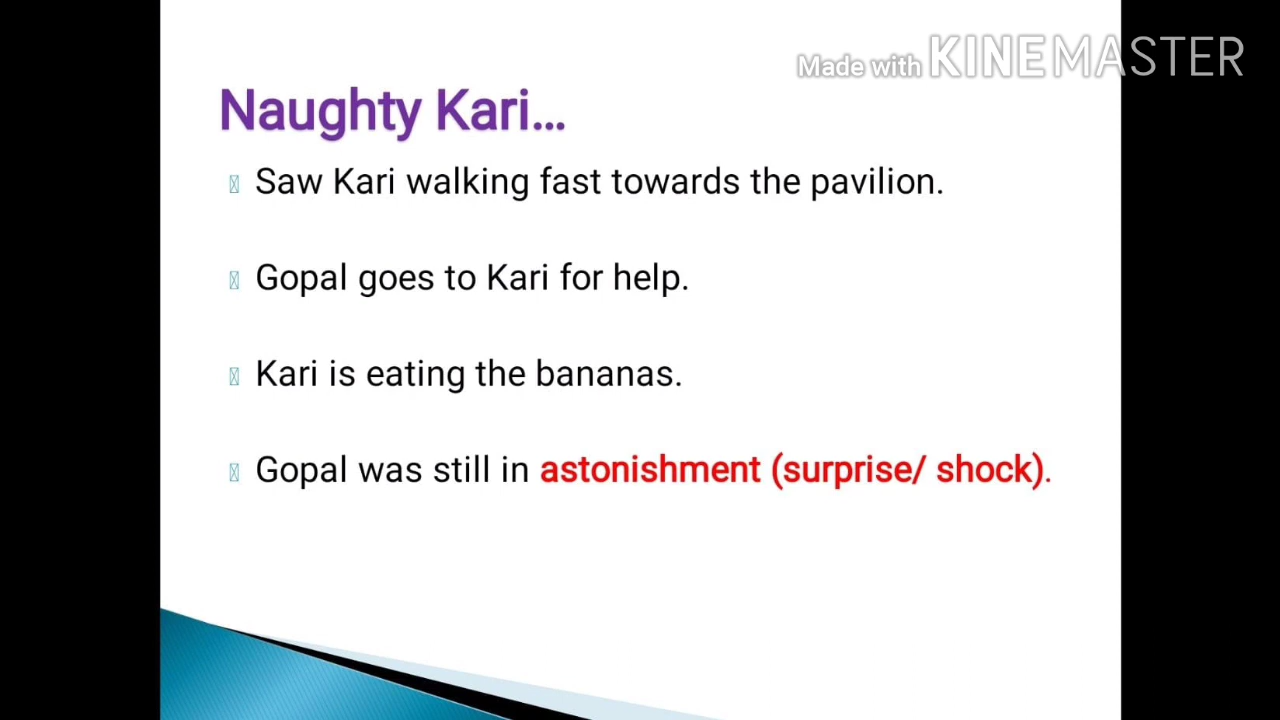 Made with KINEMASTER
Naughty Kari...
Saw Kari walking fast towards the pavilion.
Gopal goes to Kari for help.
Kari is eating the bananas.
Gopal was still in astonishment (surprise/ shock).